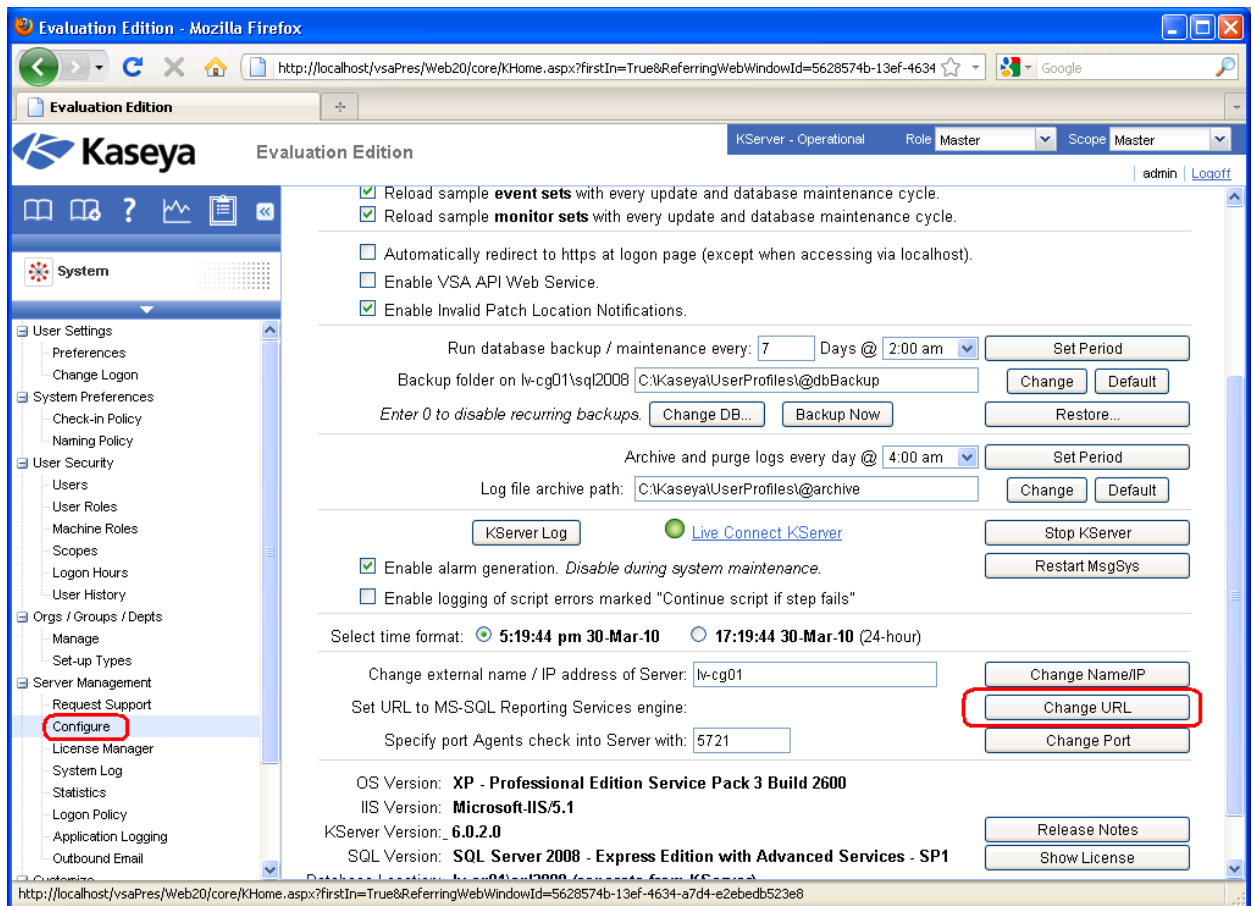 Evaluation Edition - Mozilla Firefox
http://localhost/vsaPres/Web20/core/KHome.aspx?firstIn=True&ReferringWebWindowId=5628574b-13ef-4634
Google
Evaluation Edition
Kaseya
Evaluation Edition
KServer - Operational Role Master Scope Master
admin Logoff
System
User Settings
Preferences
Change Logon
System Preferences
Check-in Policy
Naming Policy
User Security
Users
User Roles
Machine Roles
Scopes
Logon Hours
User History
Orgs / Groups / Depts
Manage
Set-up Types
Server Management
Request Support
Configure
License Manager
System Log
Statistics
Logon Policy
Application Logging
Outbound Email
Customize
Reload sample event sets with every update and database maintenance cycle.
Reload sample monitor sets with every update and database maintenance cycle.
Automatically redirect to https at logon page (except when accessing via localhost).
Enable VSA API Web Service.
Enable Invalid Patch Location Notifications.
Run database backup / maintenance every: 7 Days @ 2:00 am Set Period
Backup folder on lv-cg01\sql2008 C:\Kaseya\UserProfiles\@dbBackup Change Default
Enter 0 to disable recurring backups. Change DB... Backup Now Restore...
Archive and purge logs every day @ 4:00 am Set Period
Log file archive path: C:\Kaseya\UserProfiles\@archive Change Default
KServer Log Live Connect KServer Stop KServer
Enable alarm generation. Disable during system maintenance. Restart MsgSys
Enable logging of script errors marked "Continue script if step fails"
Select time format: 5:19:44 pm 30-Mar-10 17:19:44 30-Mar-10 (24-hour)
Change external name / IP address of Server: lv-cg01 Change Name/IP
Set URL to MS-SQL Reporting Services engine: Change URL
Specify port Agents check into Server with: 5721 Change Port
OS Version: XP - Professional Edition Service Pack 3 Build 2600
IIS Version: Microsoft-IIS/5.1
KServer Version: 6.0.2.0 Release Notes
SQL Version: SQL Server 2008 - Express Edition with Advanced Services - SP1 Show License
Database Location: lv-cg01\sql2008 (separate from KServer)
http://localhost/vsaPres/Web20/core/KHome.aspx?firstIn=True&ReferringWebWindowId=5628574b-13ef-4634-a7d4-e2ebedb523e8